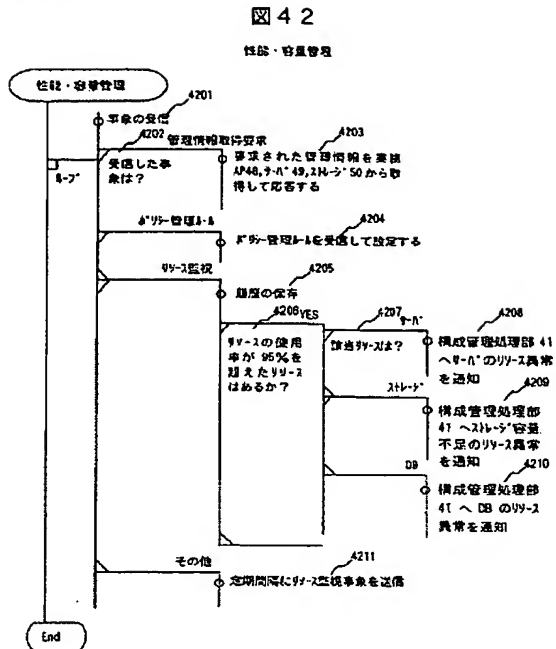 図42
性能・容量管理
性能・容量管理
4201
事象の受信
4202
管理情報取得要求
4203
ループ
受信した事
象は?
要求された管理情報を業務
AP48,サーバ49,ストレージ50から取
得して応答する
ポリシー管理ルール
4204
ポリシー管理ルールを受信して設定する
リソース監視
4205
履歴の保存
4206
YES
リソースの使用
率が95%を
超えたリソース
はあるか?
4207
サーバ
該当リソースは?
4208
構成管理処理部41
へサーバのリソース異常
を通知
ストレージ
4209
構成管理処理部
41へストレージ容量
不足のリソース異常
を通知
DB
4210
構成管理処理部
41 へ DB のリソース
異常を通知
その他
4211
定期間隔にリソース監視事象を送信
End